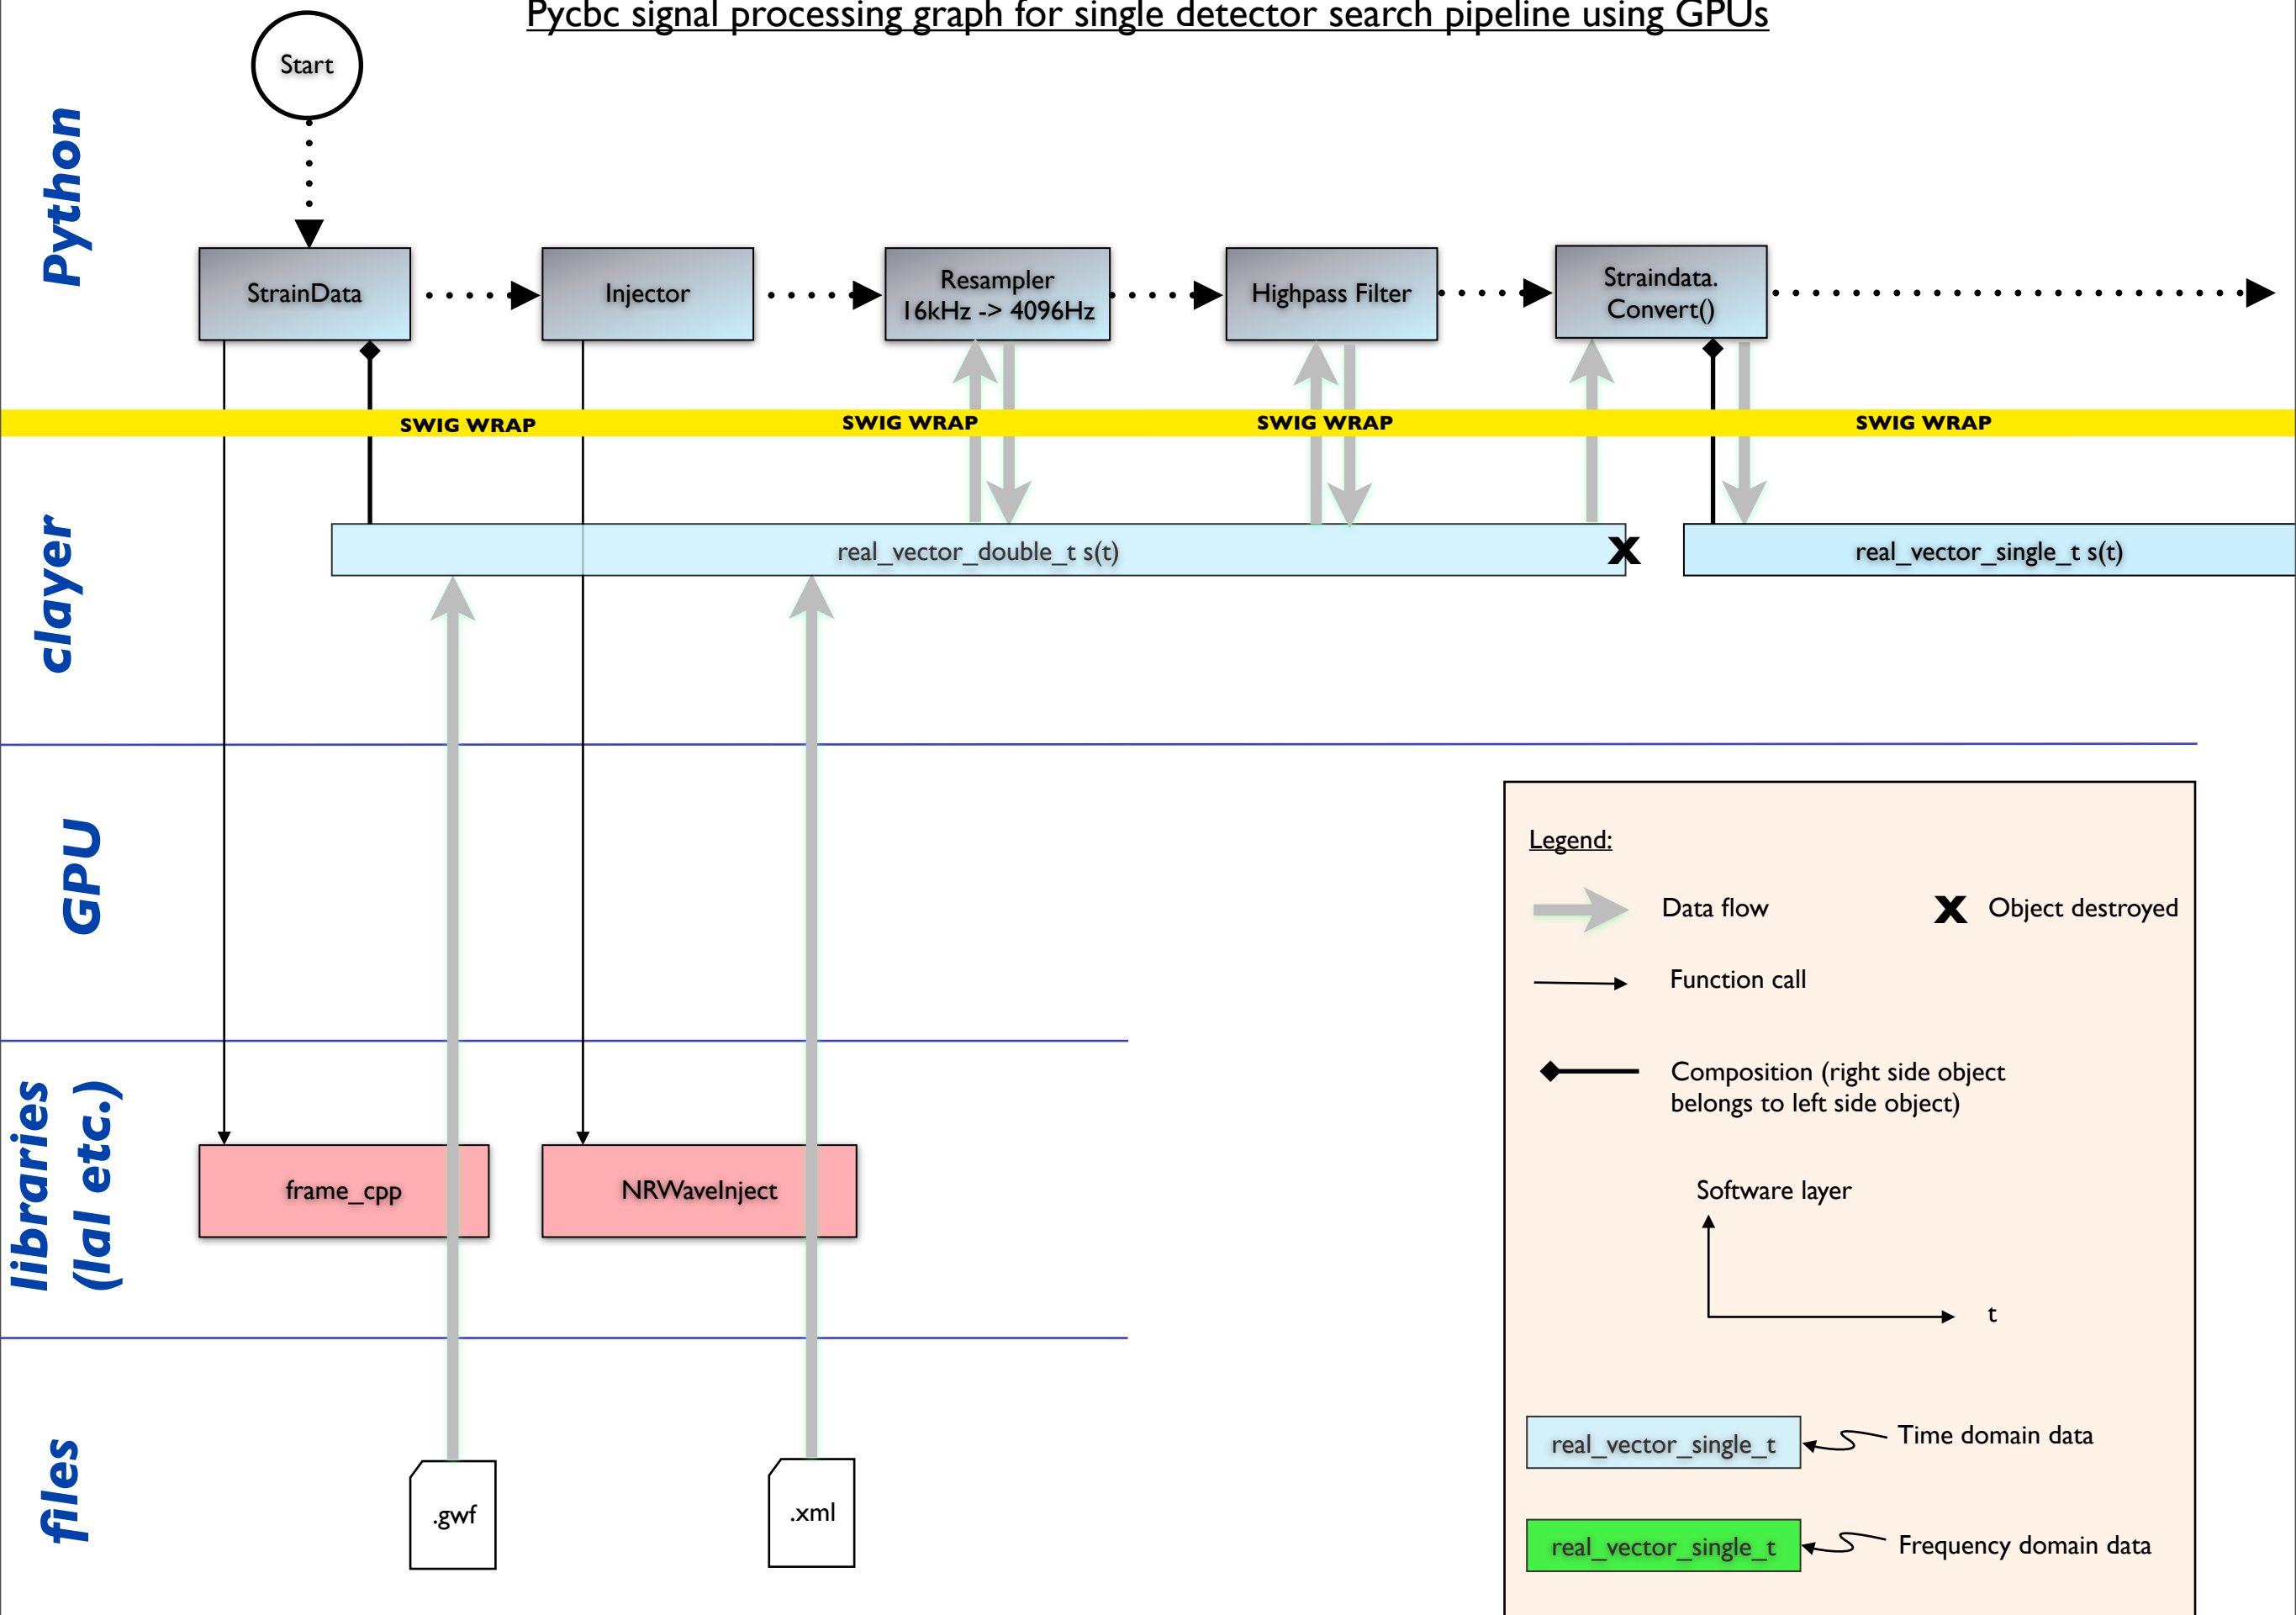 Pycbc signal processing graph for single detector search pipeline using GPUs
Start
Python
StrainData
Injector
Resampler
16kHz -> 4096Hz
Highpass Filter
Straindata.
Convert()
SWIG WRAP
SWIG WRAP
SWIG WRAP
SWIG WRAP
clayer
real_vector_double_t s(t)
X
real_vector_single_t s(t)
GPU
Legend:
Data flow
X Object destroyed
Function call
Composition (right side object
belongs to left side object)
Software layer
t
real_vector_single_t
Time domain data
real_vector_single_t
Frequency domain data
libraries
(lal etc.)
frame_cpp
NRWaveInject
files
.gwf
.xml